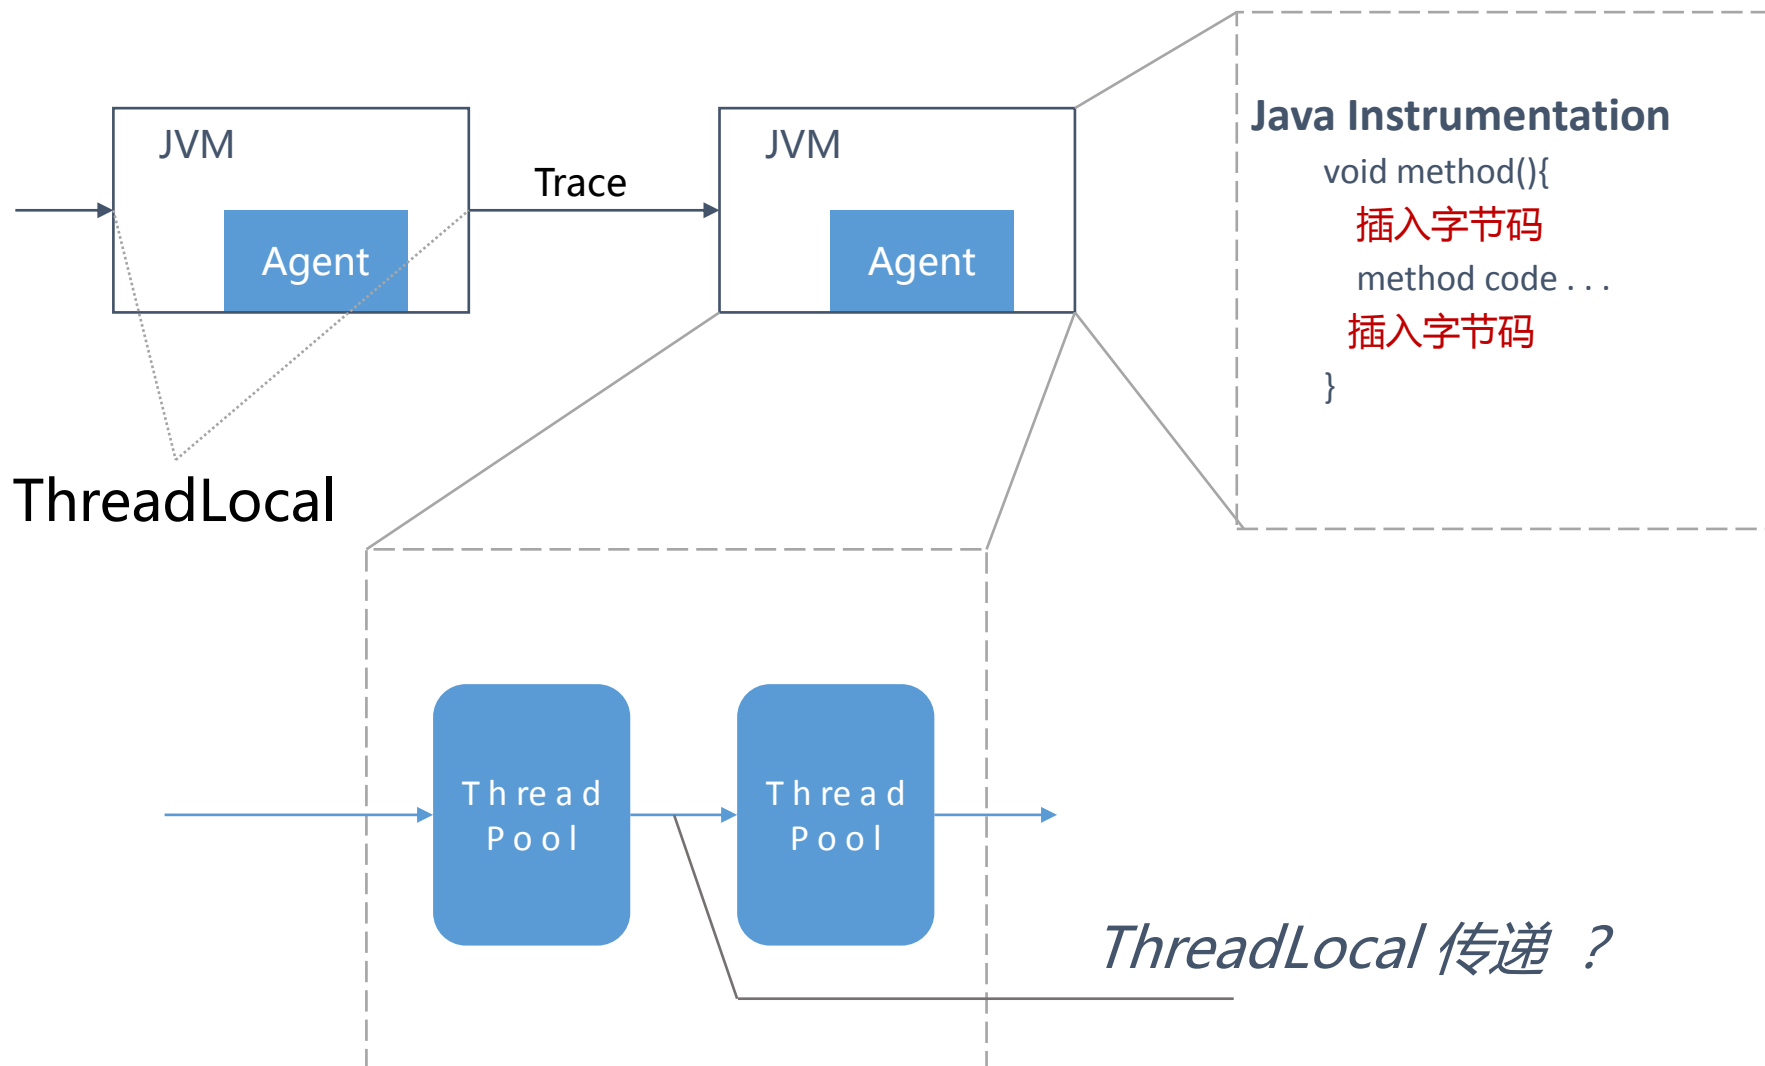 JVM
Agent
Trace
JVM
Agent
ThreadLocal
Java Instrumentation
void method(){
插入字节码
method code . . .
插入字节码
}
Thread
Pool
Thread
Pool
ThreadLocal 传递 ？